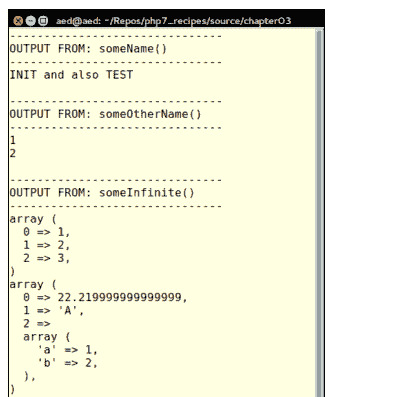 aed@aed: ~/Repos/php7_recipes/source/chapter03
-------------------------------
OUTPUT FROM: someName()
-------------------------------
INIT and also TEST
-------------------------------
OUTPUT FROM: someOtherName()
-------------------------------
1
2
-------------------------------
OUTPUT FROM: someInfinite()
-------------------------------
array (
  0 => 1,
  1 => 2,
  2 => 3,
)
array (
  0 => 22.219999999999999,
  1 => 'A',
  2 =>
  array (
    'a' => 1,
    'b' => 2,
  ),
)